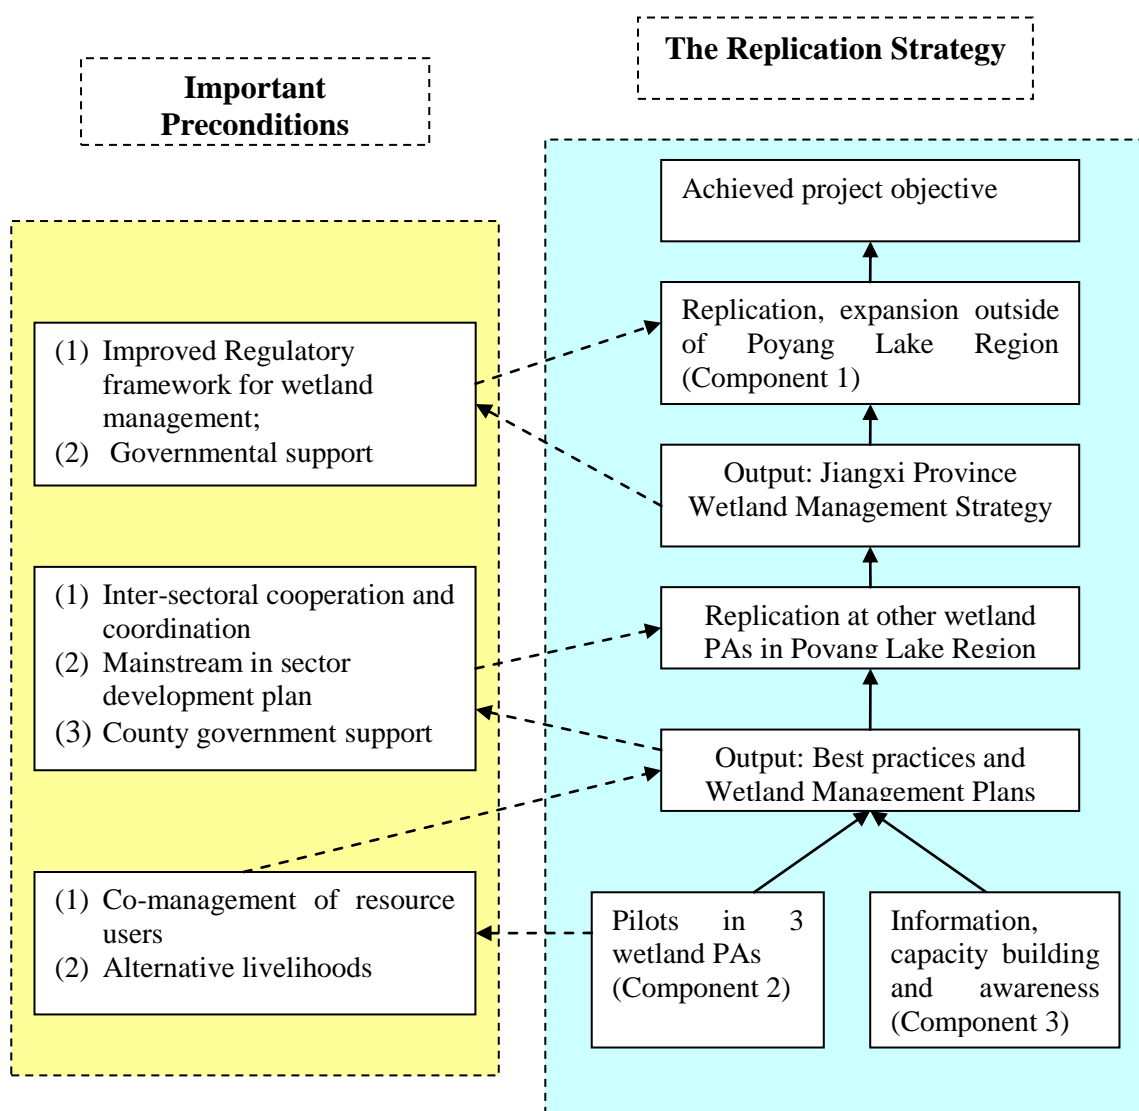 The Replication Strategy
Important
Preconditions
Achieved project objective
Replication, expansion outside
of Poyang Lake Region
(Component 1)
(1) Improved Regulatory
framework for wetland
management;
(2) Governmental support
Output: Jiangxi Province
Wetland Management Strategy
(1) Inter-sectoral cooperation and
coordination
(2) Mainstream in sector
development plan
(3) County government support
Replication at other wetland
PAs in Poyang Lake Region
Output: Best practices and
Wetland Management Plans
(1) Co-management of resource
users
(2) Alternative livelihoods
Pilots in 3
wetland PAs
(Component 2)
Information,
capacity building
and awareness
(Component 3)